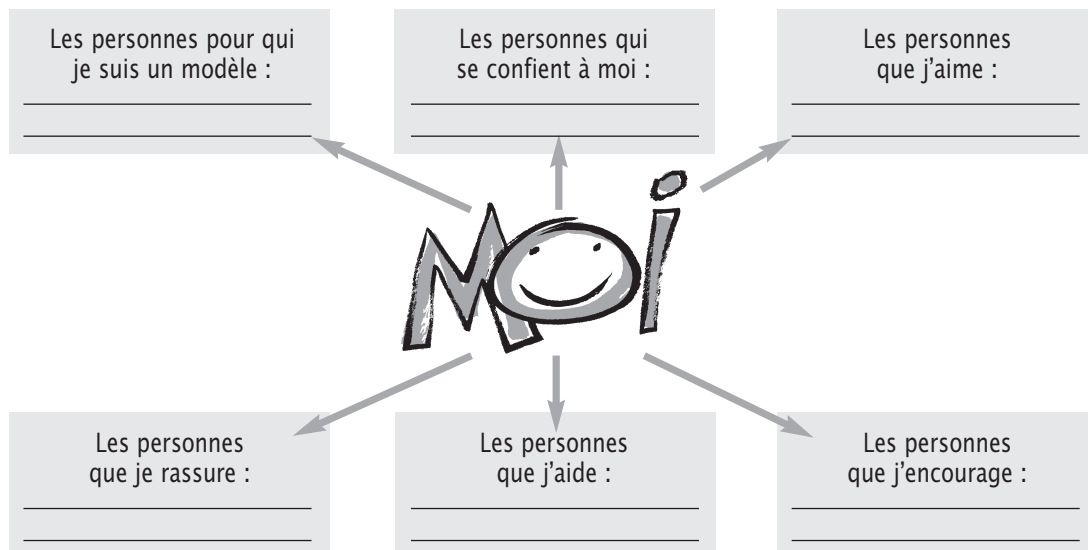 Les personnes pour qui
je suis un modèle :
Les personnes qui
se confient à moi :
Les personnes
que j'aime :
MOi
Les personnes
que je rassure :
Les personnes
que j'aide :
Les personnes
que j'encourage :